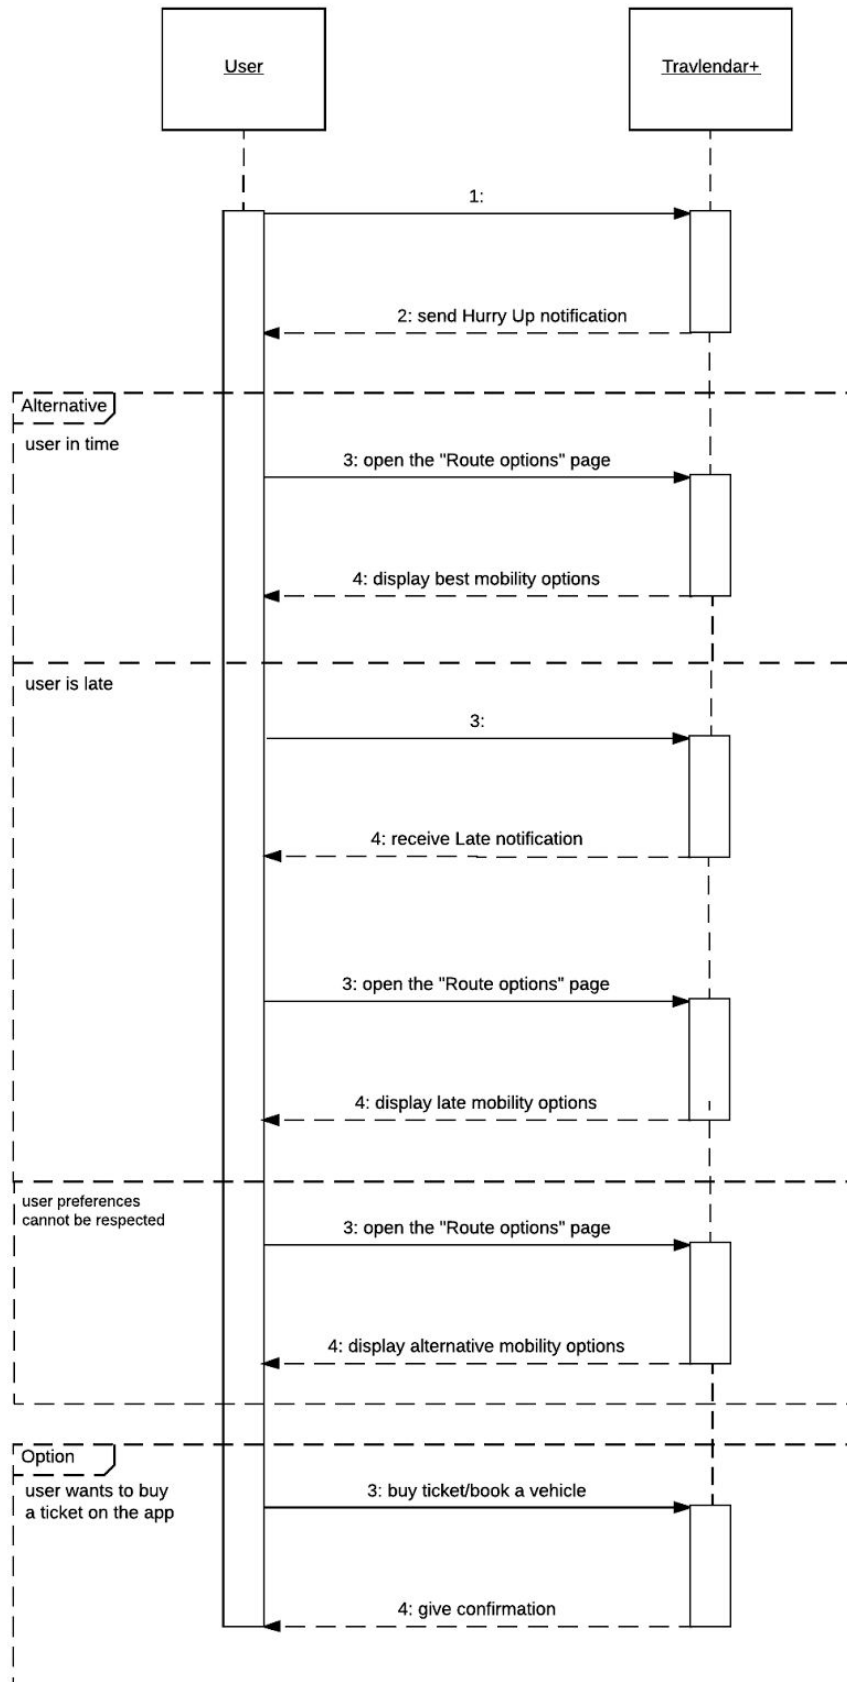 User
Travlendar+
1:
2: send Hurry Up notification
Alternative
user in time
3: open the "Route options" page
4: display best mobility options
user is late
3:
4: receive Late notification
3: open the "Route options" page
4: display late mobility options
user preferences
cannot be respected
3: open the "Route options" page
4: display alternative mobility options
Option
user wants to buy
a ticket on the app
3: buy ticket/book a vehicle
4: give confirmation